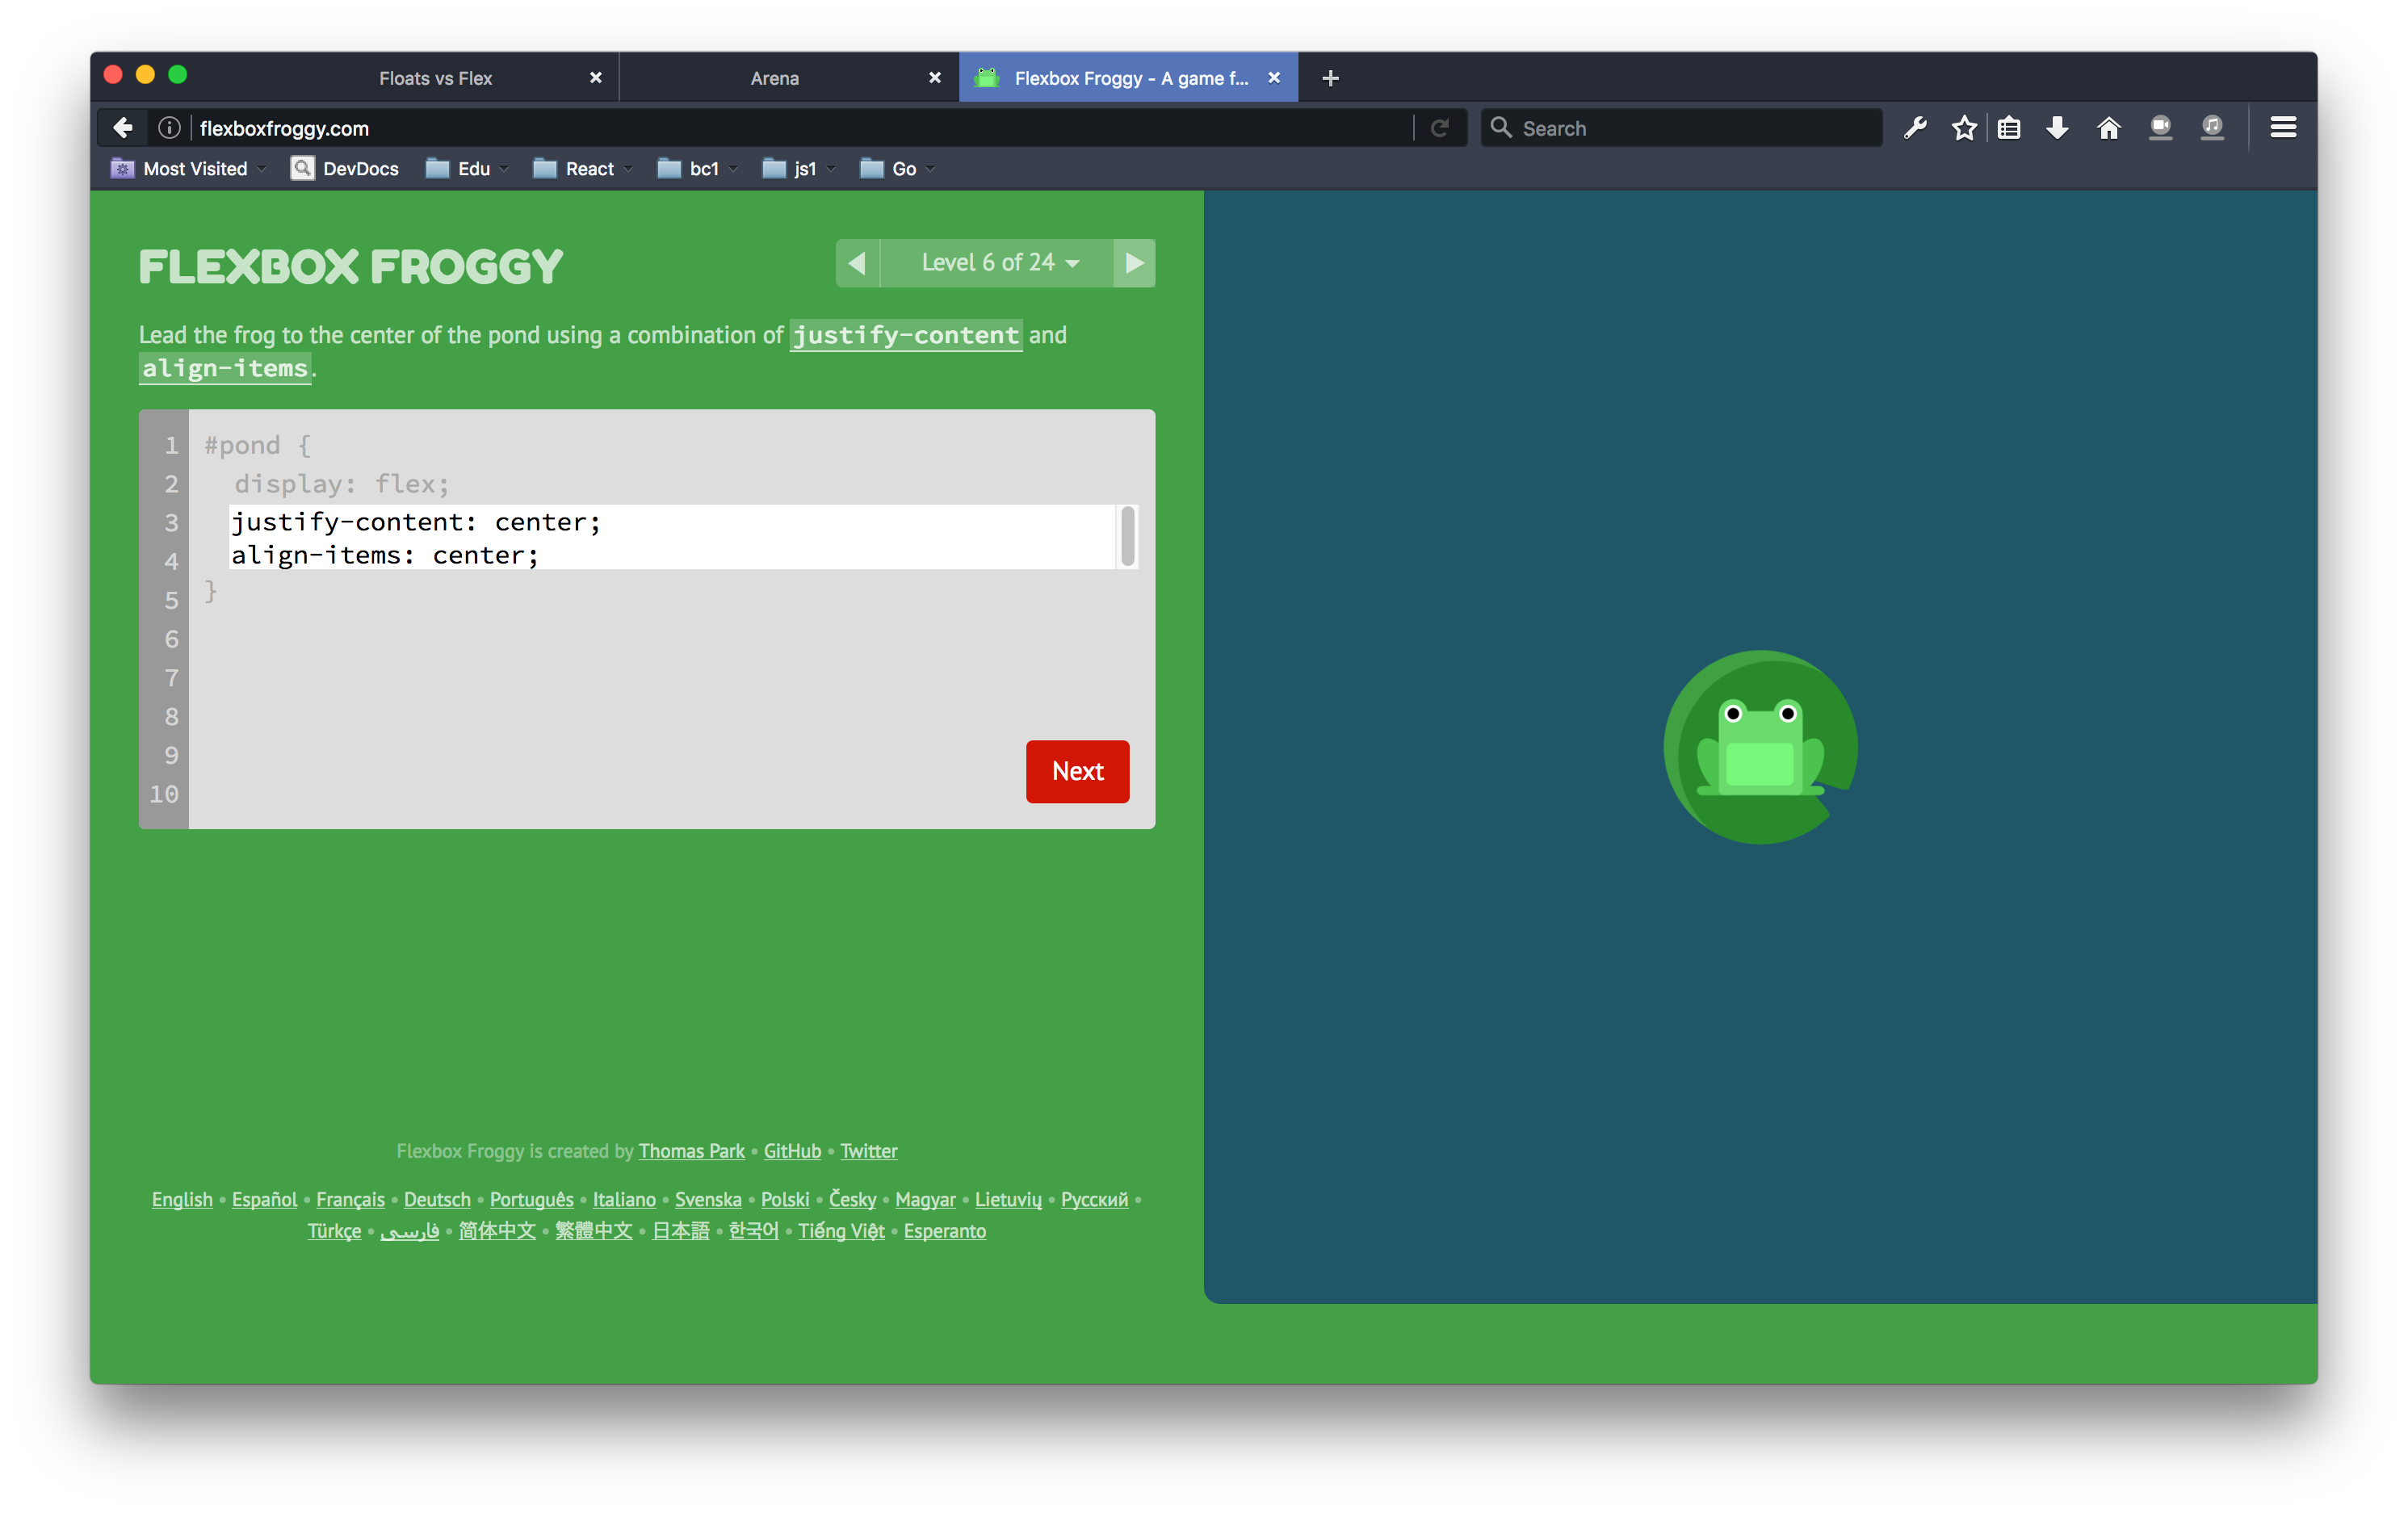 Floats vs Flex
Arena
Flexbox Froggy - A game f...
flexboxfroggy.com
Search
Most Visited
DevDocs
Edu
React
bc1
js1
Go
FLEXBOX FROGGY
Level 6 of 24
Lead the frog to the center of the pond using a combination of justify-content and
align-items.
1 #pond {
2 display: flex;
3 justify-content: center;
4 align-items: center;
5 }
6
7
8
9
10
Next
Flexbox Froggy is created by Thomas Park • GitHub • Twitter
English • Español • Français • Deutsch • Português • Italiano • Svenska • Polski • Česky • Magyar • Lietuvių • Русский •
Türkçe • فارسی • 简体中文 • 繁體中文 • 日本語 • 한국어 • Tiếng Việt • Esperanto